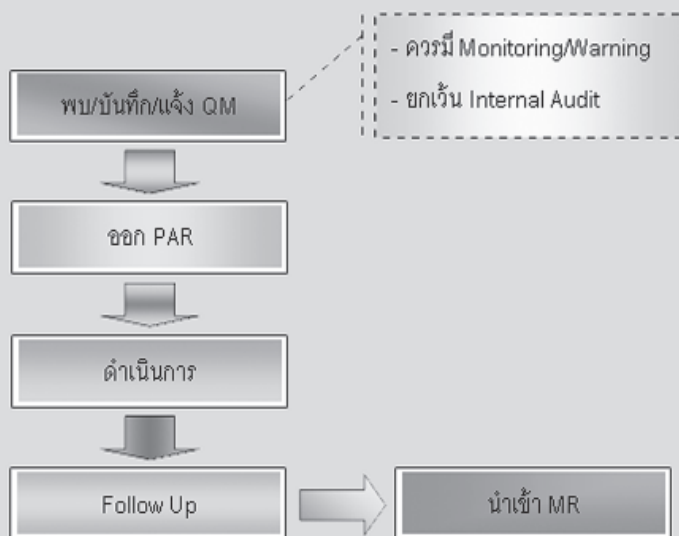 - ควรมี Monitoring/Warning
- ยกเว้น Internal Audit
พบ/บันทึก/แจ้ง QM
ออก PAR
ดำเนินการ
Follow Up
นำเข้า MR